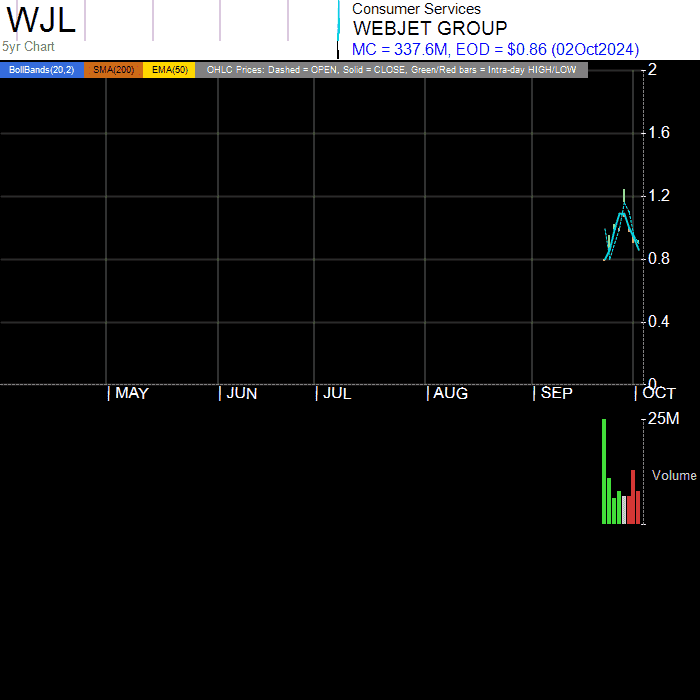 WJL
5yr Chart
Consumer Services
WEBJET GROUP
MC = 337.6M, EOD = $0.86 (02Oct2024)
BollBands(20,2) SMA(200) EMA(50) OHLC Prices: Dashed = OPEN, Solid = CLOSE, Green/Red bars = Intra-day HIGH/LOW
2
1.6
1.2
0.8
0.4
0
| MAY | JUN | JUL | AUG | SEP | OCT
25M
Volume